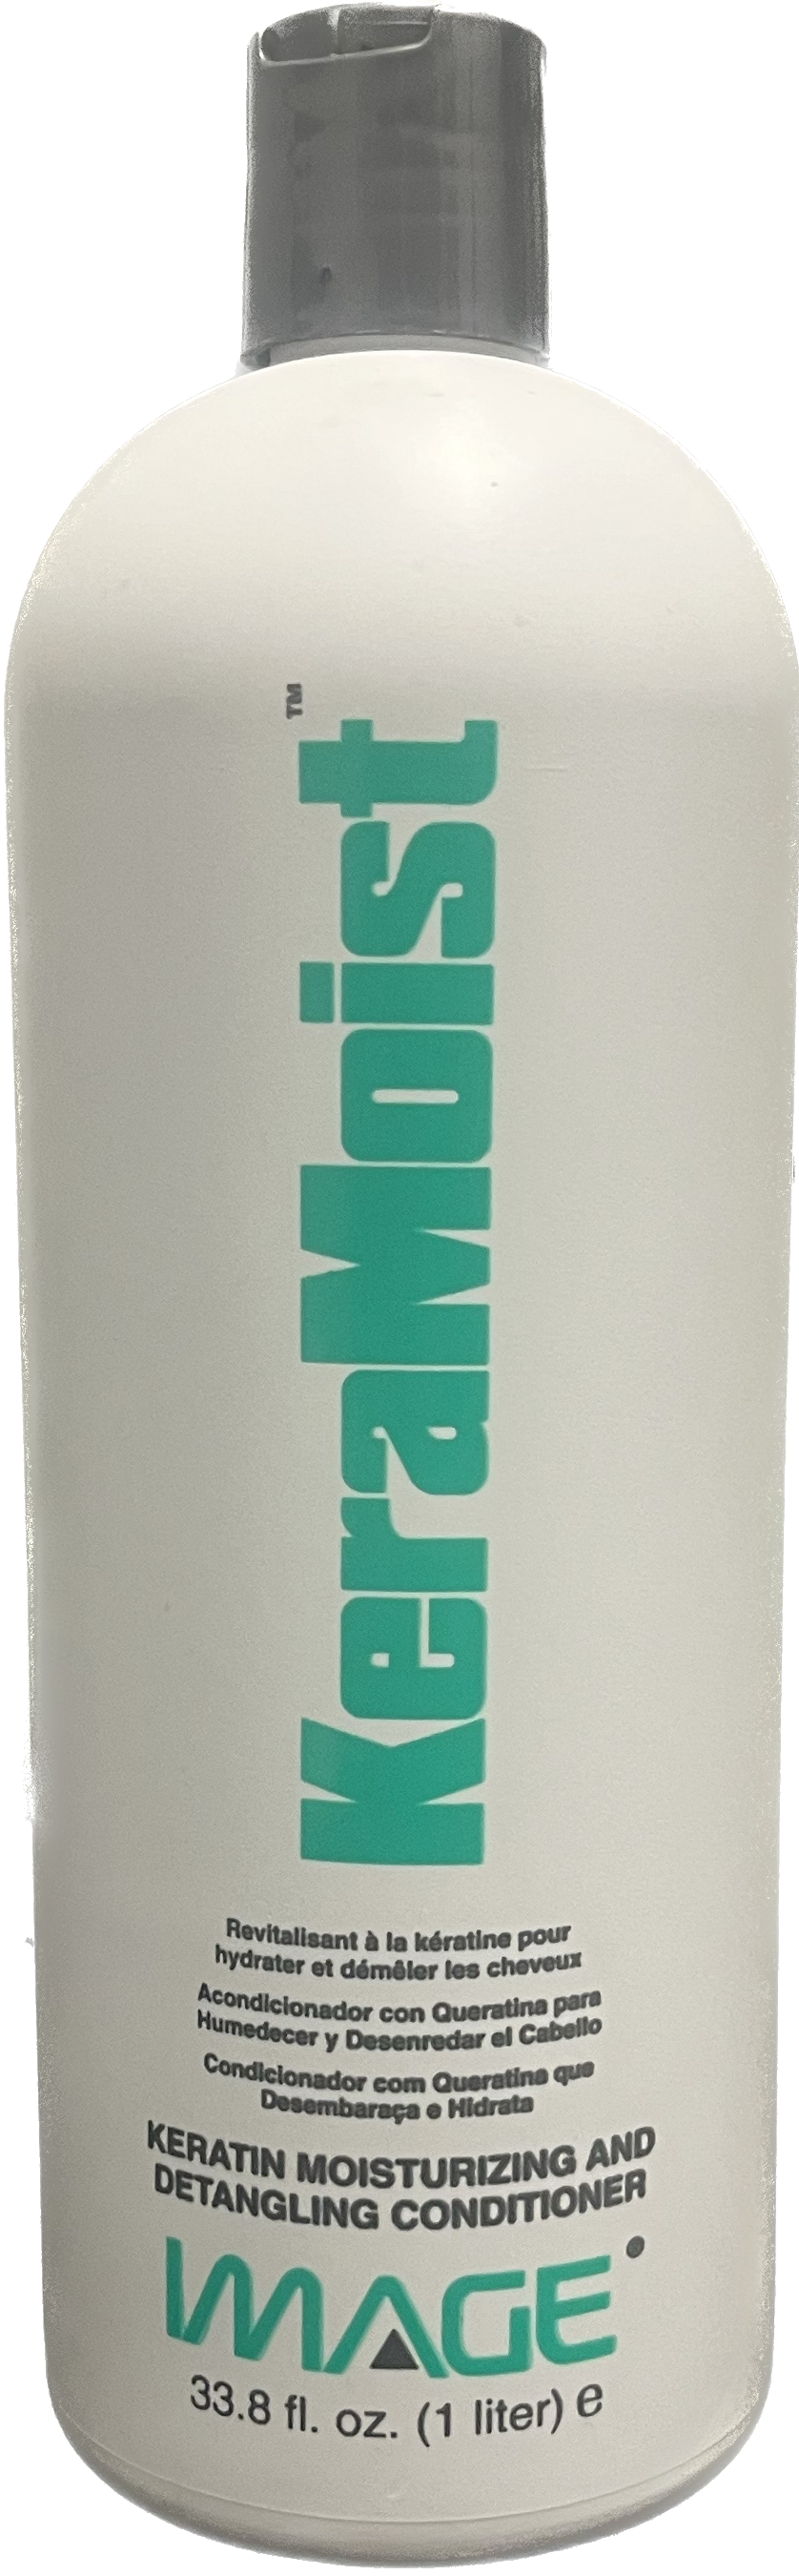 KeraMoist™
Revitalisant à la kératine pour
hydrater et démêler les cheveux
Acondicionador con Queratina para
Humedecer y Desenredar el Cabello
Condicionador com Queratina que
Desembaraça e Hidrata
KERATIN MOISTURIZING AND
DETANGLING CONDITIONER
IMAGE
33.8 fl. oz. (1 liter) e